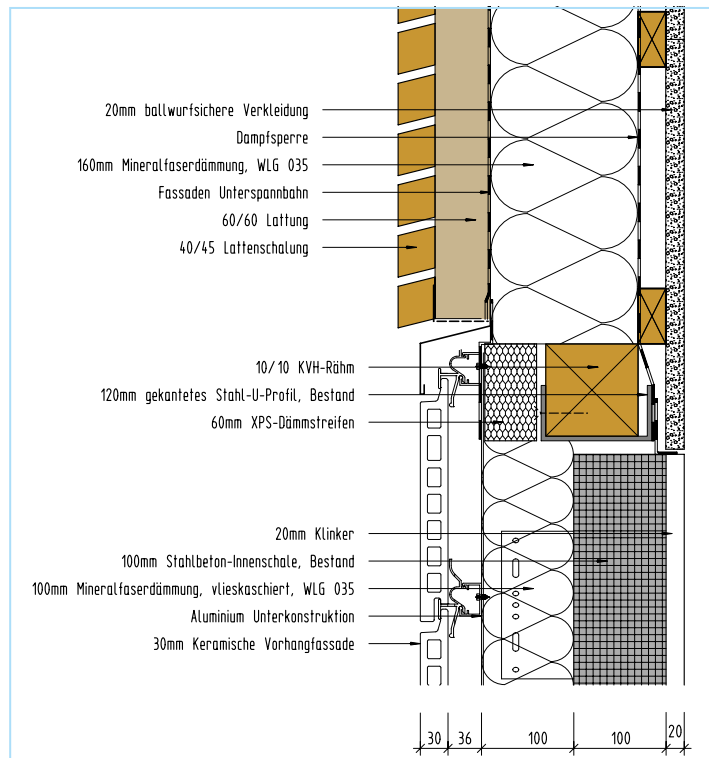 20mm ballwurfsichere Verkleidung
Dampfsperre
160mm Mineralfaserdämmung, WLG 035
Fassaden Unterspannbahn
60/60 Lattung
40/45 Lattenschalung
10/10 KVH-Rähm
120mm gekantetes Stahl-U-Profil, Bestand
60mm XPS-Dämmstreifen
20mm Klinker
100mm Stahlbeton-Innenschale, Bestand
100mm Mineralfaserdämmung, vlieskaschiert, WLG 035
Aluminium Unterkonstruktion
30mm Keramische Vorhangfassade
30 36 100 100 20